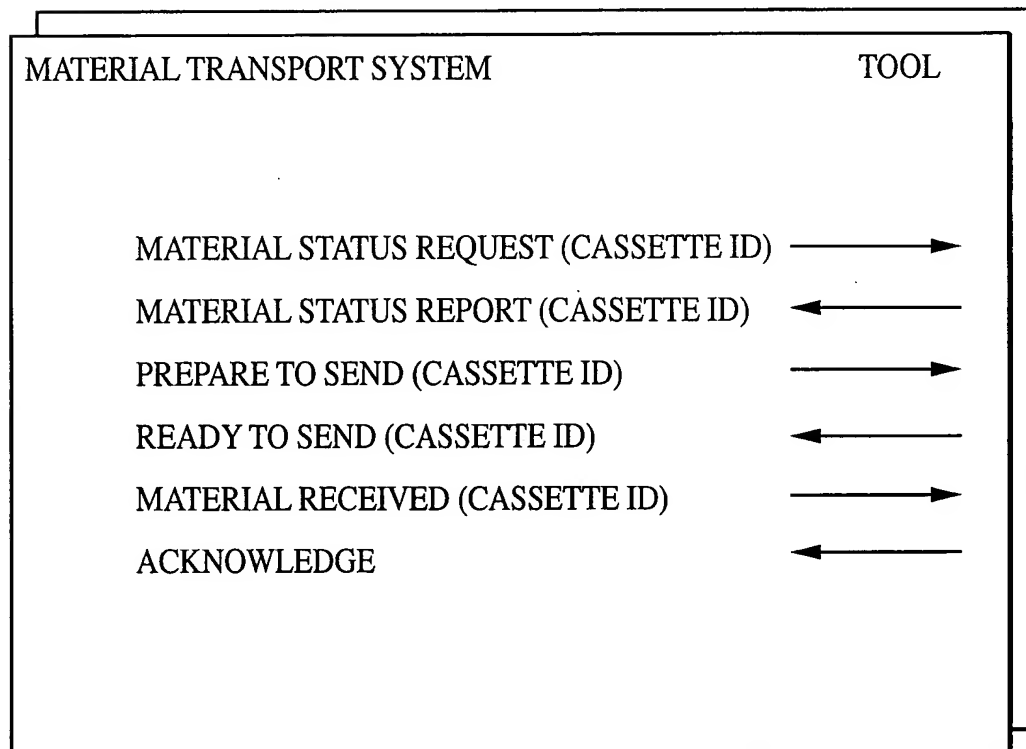 MATERIAL TRANSPORT SYSTEM TOOL
MATERIAL STATUS REQUEST (CASSETTE ID)
MATERIAL STATUS REPORT (CASSETTE ID)
PREPARE TO SEND (CASSETTE ID)
READY TO SEND (CASSETTE ID)
MATERIAL RECEIVED (CASSETTE ID)
ACKNOWLEDGE